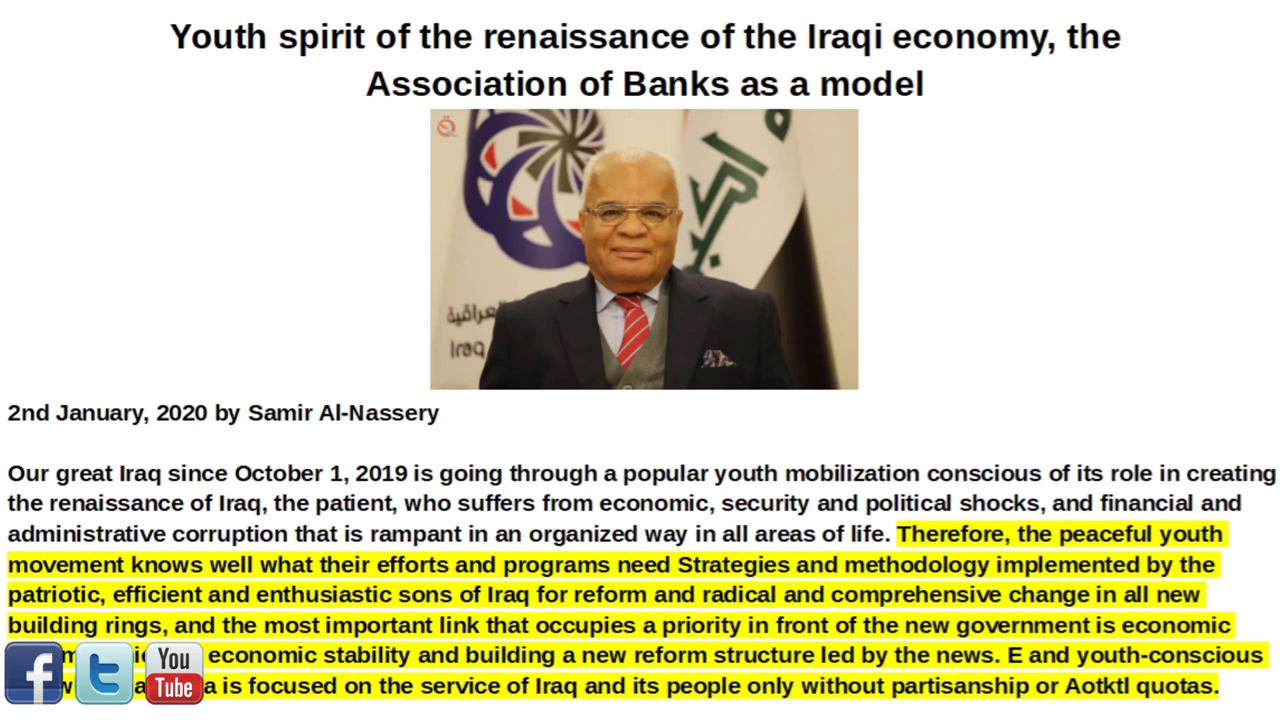 Youth spirit of the renaissance of the Iraqi economy, the
Association of Banks as a model
العراقية
Iraq
2nd January, 2020 by Samir Al-Nassery
Our great Iraq since October 1, 2019 is going through a popular youth mobilization conscious of its role in creating
the renaissance of Iraq, the patient, who suffers from economic, security and political shocks, and financial and
administrative corruption that is rampant in an organized way in all areas of life. Therefore, the peaceful youth
movement knows well what their efforts and programs need Strategies and methodology implemented by the
patriotic, efficient and enthusiastic sons of Iraq for reform and radical and comprehensive change in all new
building rings, and the most important link that occupies a priority in front of the new government is economic
economic stability and building a new reform structure led by the news. E and youth-conscious
is focused on the service of Iraq and its people only without partisanship or Aotktl quotas.
f
t
You
Tube